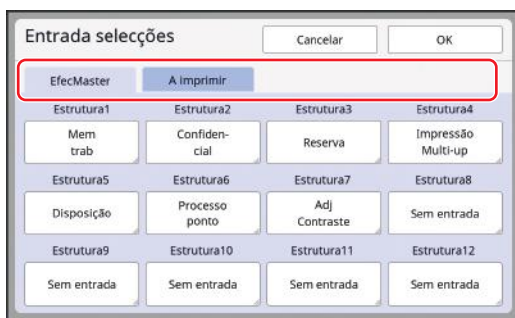 Entrada selecções
Cancelar
OK
EfecMaster
A imprimir
Estrutura1
Estrutura2
Estrutura3
Estrutura4
Mem
trab
Confiden-
cial
Reserva
Impressão
Multi-up
Estrutura5
Estrutura6
Estrutura7
Estrutura8
Disposição
Processo
ponto
Adj
Contraste
Sem entrada
Estrutura9
Estrutura10
Estrutura11
Estrutura12
Sem entrada
Sem entrada
Sem entrada
Sem entrada